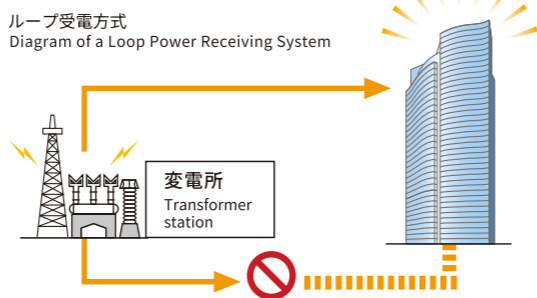 ループ受電方式
Diagram of a Loop Power Receiving System
変電所
Transformer
station